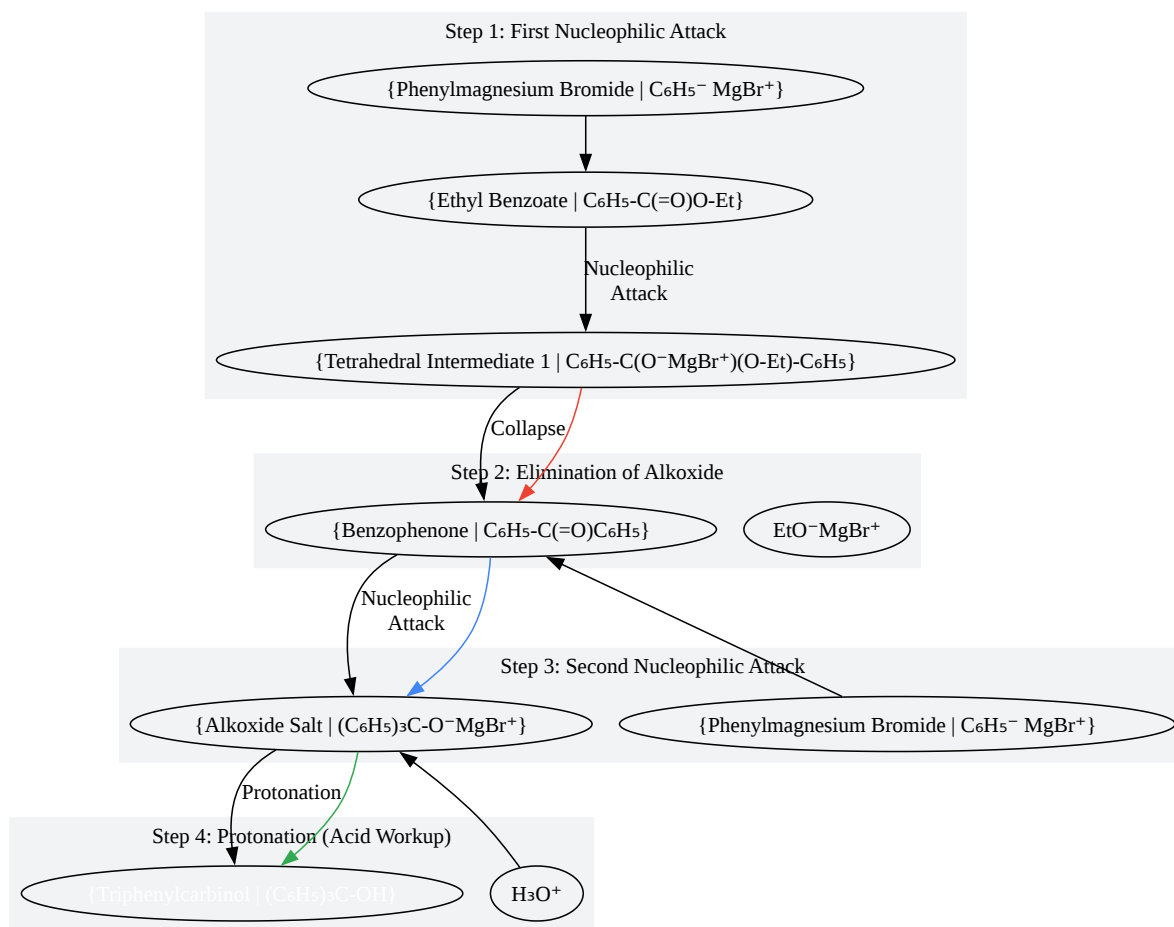 Step 1: First Nucleophilic Attack
{Phenylmagnesium Bromide | C₆H₅⁻ MgBr⁺}
{Ethyl Benzoate | C₆H₅-C(=O)O-Et}
Nucleophilic
Attack
{Tetrahedral Intermediate 1 | C₆H₅-C(O⁻MgBr⁺)(O-Et)-C₆H₅}
Collapse
Step 2: Elimination of Alkoxide
{Benzophenone | C₆H₅-C(=O)C₆H₅}
EtO⁻MgBr⁺
Nucleophilic
Attack
Step 3: Second Nucleophilic Attack
{Alkoxide Salt | (C₆H₅)₃C-O⁻MgBr⁺}
{Phenylmagnesium Bromide | C₆H₅⁻ MgBr⁺}
Protonation
Step 4: Protonation (Acid Workup)
{Triphenylcarbinol | (C₆H₅)₃C-OH}
H₃O⁺